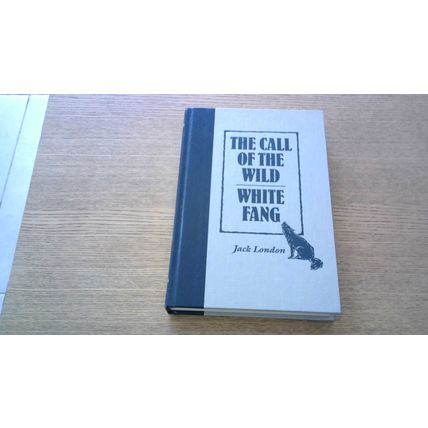 THE CALL
OF THE
WILD
WHITE
FANG
Jack London